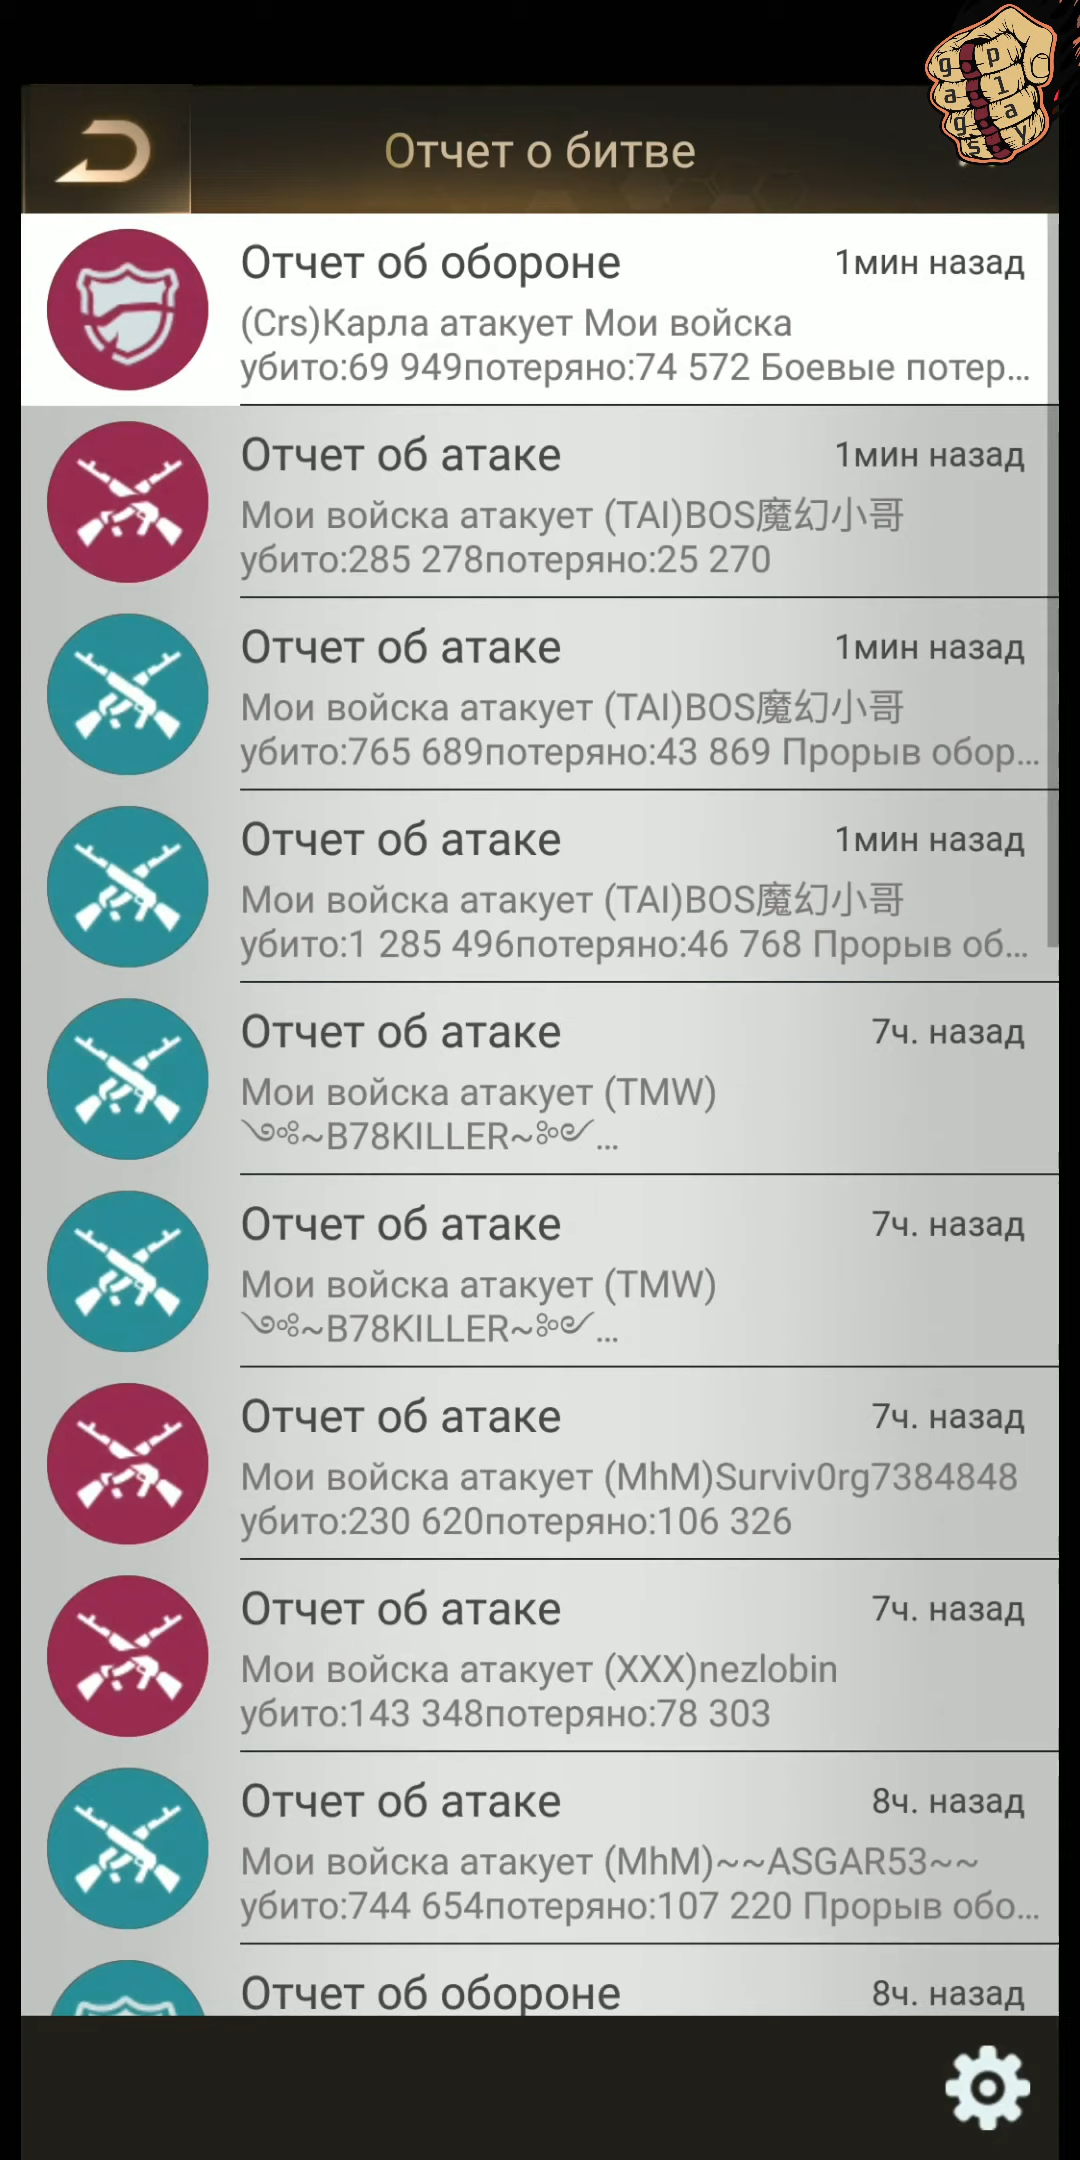 Отчет о битве
g p
a l
g a
s y
Отчет об обороне
1мин назад
(Crs)Карла атакует Мои войска
убито:69 949потеряно:74 572 Боевые потер...
Отчет об атаке
1мин назад
Мои войска атакует (TAI)BOS魔幻小哥
убито:285 278потеряно:25 270
Отчет об атаке
1мин назад
Мои войска атакует (TAI)BOS魔幻小哥
убито:765 689потеряно:43 869 Прорыв обор...
Отчет об атаке
1мин назад
Мои войска атакует (TAI)BOS魔幻小哥
убито:1 285 496потеряно:46 768 Прорыв об...
Отчет об атаке
7ч. назад
Мои войска атакует (TMW)
~B78KILLER~...
Отчет об атаке
7ч. назад
Мои войска атакует (TMW)
~B78KILLER~...
Отчет об атаке
7ч. назад
Мои войска атакует (MhM)Surviv0rg7384848
убито:230 620потеряно:106 326
Отчет об атаке
7ч. назад
Мои войска атакует (XXX)nezlobin
убито:143 348потеряно:78 303
Отчет об атаке
8ч. назад
Мои войска атакует (MhM)~~ASGAR53~~
убито:744 654потеряно:107 220 Прорыв обо...
Отчет об обороне
8ч. назад